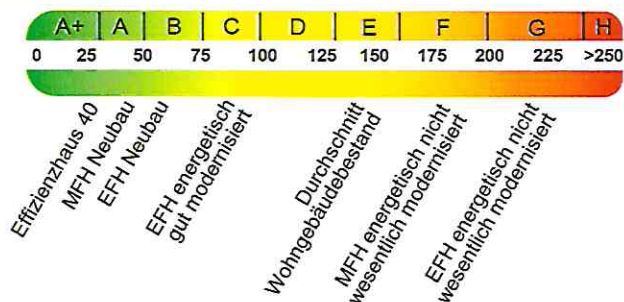 A+ A B C D E F G H
0 25 50 75 100 125 150 175 200 225 >250
Effizienzhaus 40
MFH Neubau
EFH Neubau
EFH energetisch
gut modernisiert
Durchschnitt
Wohngebäudebestand
MFH energetisch nicht
wesentlich modernisiert
EFH energetisch nicht
wesentlich modernisiert